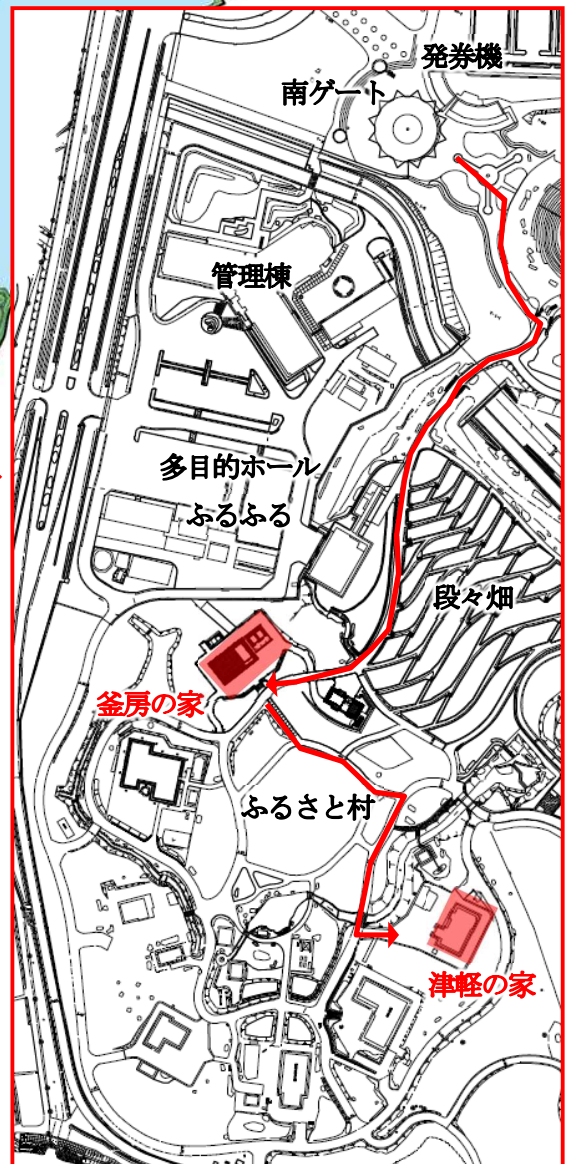 発券機
南ゲート
管理棟
多目的ホール
ふるふる
段々畑
釜房の家
ふるさと村
津軽の家